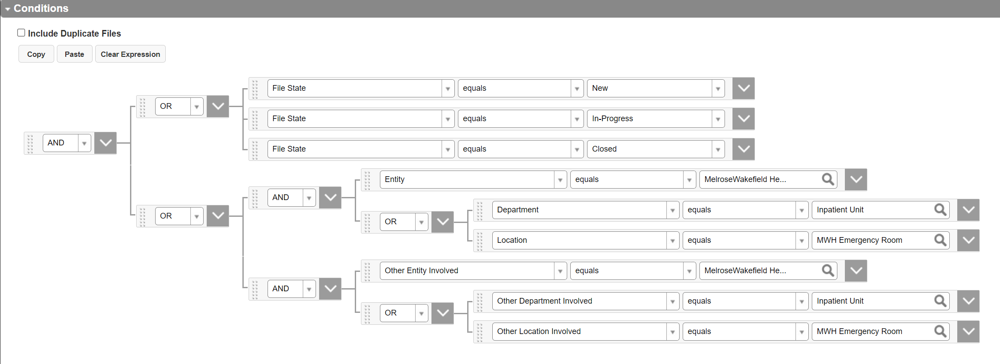 Conditions
Include Duplicate Files
Copy Paste Clear Expression
File State equals New
OR
File State equals In-Progress
AND
File State equals Closed
Entity equals MelroseWakefield He...
AND
Department equals Inpatient Unit
OR
OR
Location equals MWH Emergency Room
Other Entity Involved equals MelroseWakefield He...
AND
Other Department Involved equals Inpatient Unit
OR
Other Location Involved equals MWH Emergency Room